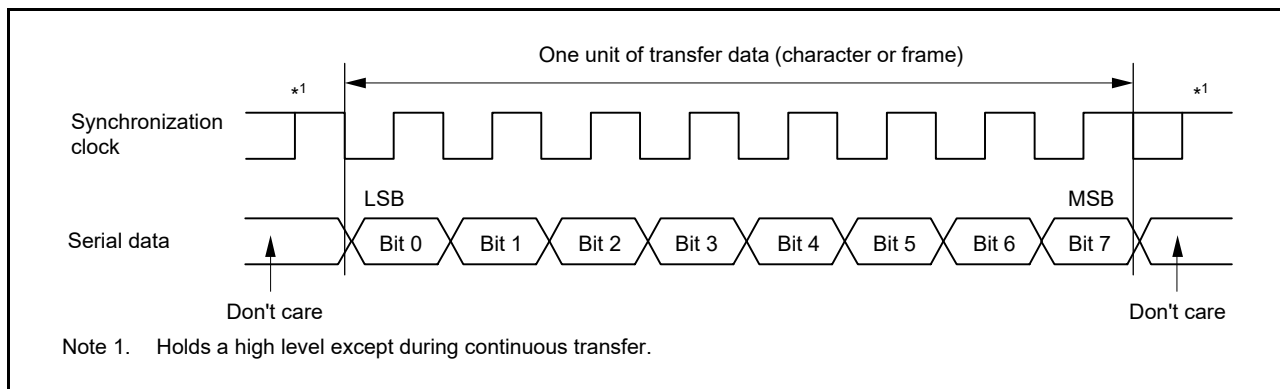 One unit of transfer data (character or frame)
*1 *1
Synchronization
clock
LSB MSB
Serial data Bit 0 Bit 1 Bit 2 Bit 3 Bit 4 Bit 5 Bit 6 Bit 7
Don't care Don't care
Note 1. Holds a high level except during continuous transfer.